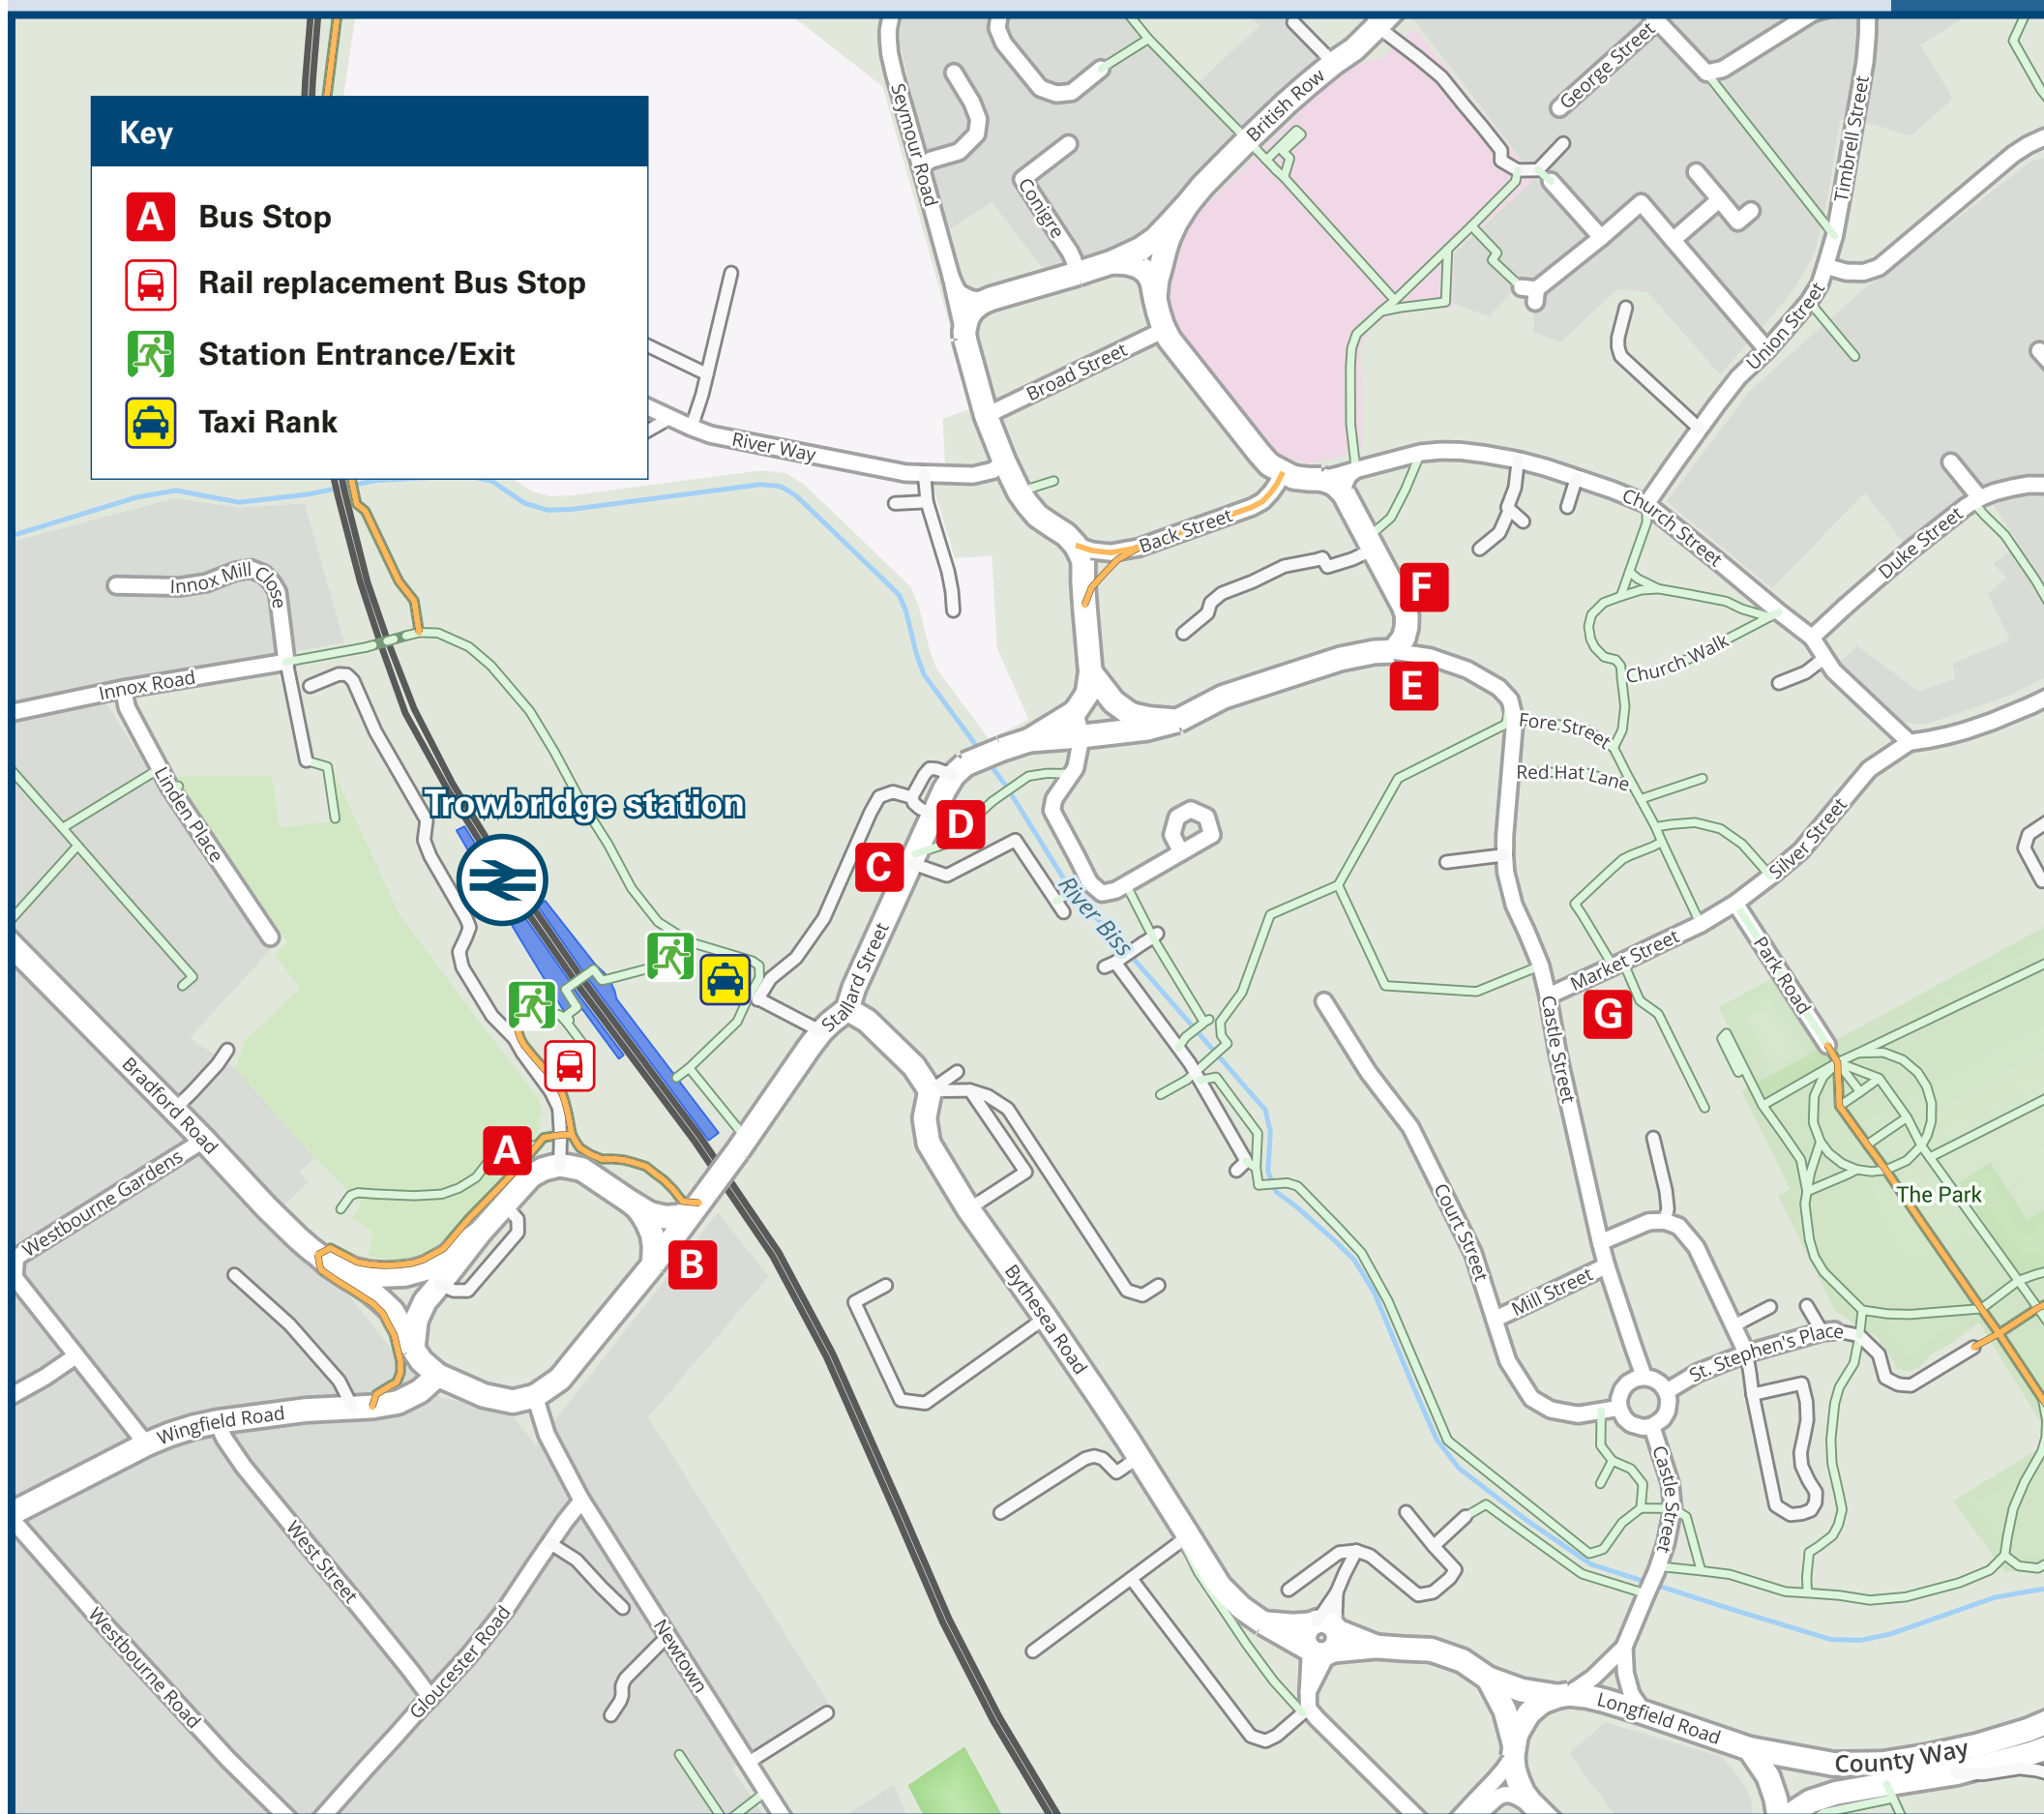 Key
A
Bus Stop
Rail replacement Bus Stop
Station Entrance/Exit
Taxi Rank
Seymour Road
Conigre
British Row
George Street
Timbrell Street
Union Street
Broad Street
River Way
Back Street
Church Street
Duke Street
Innox Mill Close
Innox Road
Church Walk
F
E
Fore Street
Red Hat Lane
Linden Place
Trowbridge station
D
C
Silver Street
River Biss
Stallard Street
Market Street
Park Road
G
Castle Street
Bradford Road
A
Westbourne Gardens
B
The Park
Court Street
Bythesea Road
Mill Street
St. Stephen's Place
Wingfield Road
Castle Street
West Street
Westbourne Road
Gloucester Road
Newtown
Longfield Road
County Way